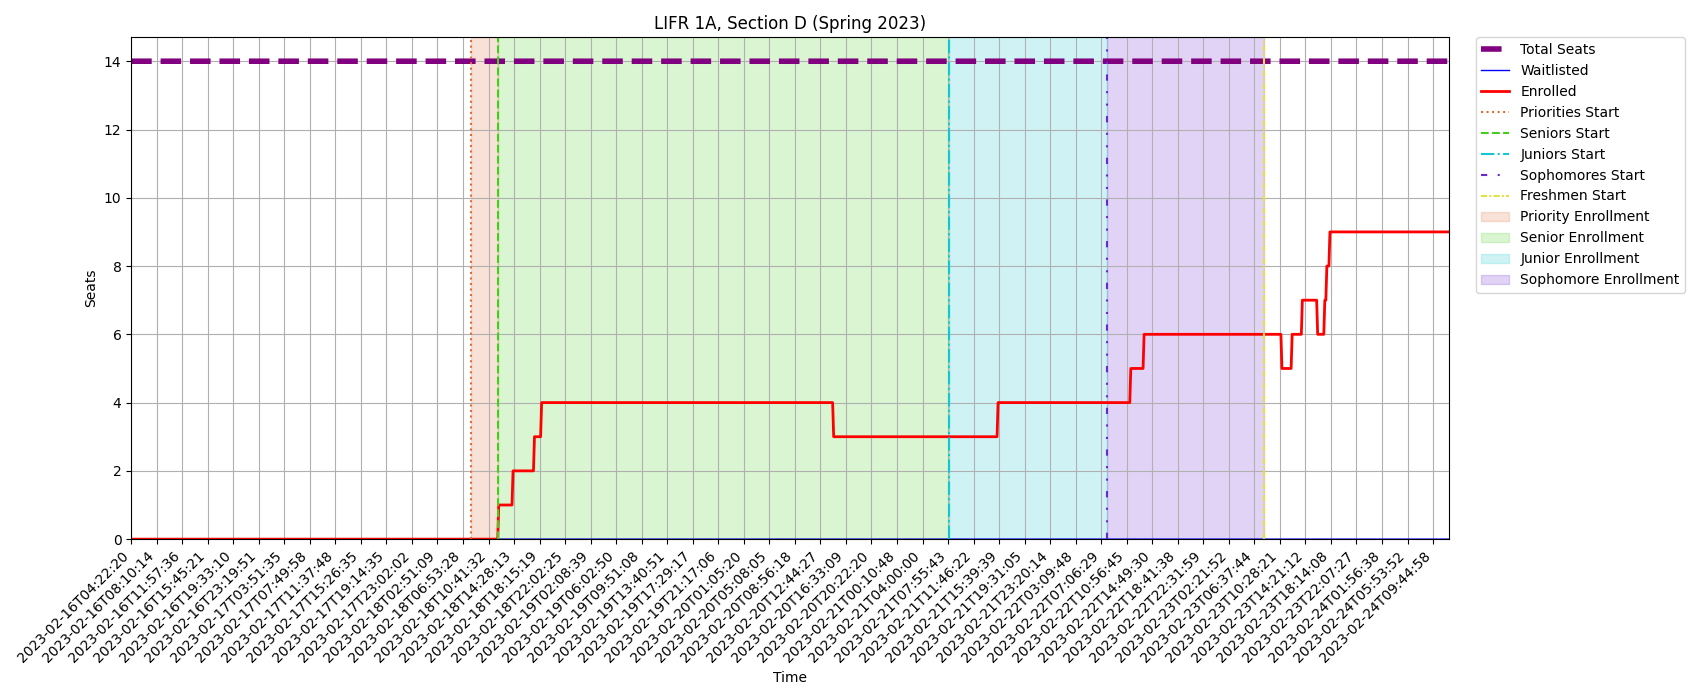 LIFR 1A, Section D (Spring 2023)
Seats
14
12
10
8
6
4
2
0
2023-02-16T04:22:20
2023-02-16T08:10:14
2023-02-16T11:57:36
2023-02-16T15:45:21
2023-02-16T19:33:10
2023-02-16T23:19:51
2023-02-17T03:51:35
2023-02-17T07:49:58
2023-02-17T11:37:48
2023-02-17T15:26:35
2023-02-17T19:14:35
2023-02-17T23:02:02
2023-02-18T02:51:09
2023-02-18T06:53:28
2023-02-18T10:41:32
2023-02-18T14:28:13
2023-02-18T18:15:19
2023-02-18T22:02:25
2023-02-19T02:08:39
2023-02-19T06:02:50
2023-02-19T09:51:08
2023-02-19T13:40:51
2023-02-19T17:29:17
2023-02-19T21:17:06
2023-02-20T01:05:20
2023-02-20T05:08:05
2023-02-20T08:56:18
2023-02-20T12:44:27
2023-02-20T16:33:09
2023-02-20T20:22:20
2023-02-21T00:10:48
2023-02-21T04:00:00
2023-02-21T07:55:43
2023-02-21T11:46:22
2023-02-21T15:39:39
2023-02-21T19:31:05
2023-02-21T23:20:14
2023-02-22T03:09:48
2023-02-22T07:06:29
2023-02-22T10:56:45
2023-02-22T14:49:30
2023-02-22T18:41:38
2023-02-22T22:31:59
2023-02-23T02:21:52
2023-02-23T06:37:44
2023-02-23T10:28:21
2023-02-23T14:21:12
2023-02-23T18:14:08
2023-02-23T22:07:27
2023-02-24T01:56:38
2023-02-24T05:53:52
2023-02-24T09:44:58
Time
Total Seats
Waitlisted
Enrolled
Priorities Start
Seniors Start
Juniors Start
Sophomores Start
Freshmen Start
Priority Enrollment
Senior Enrollment
Junior Enrollment
Sophomore Enrollment